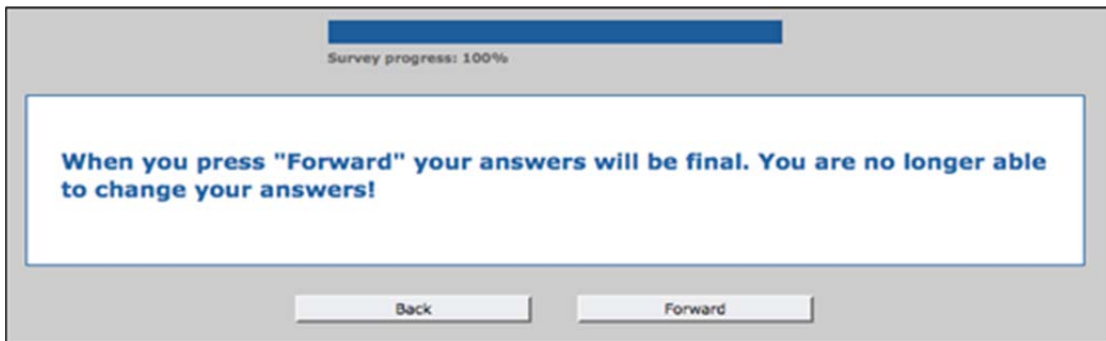 Survey progress: 100%
When you press "Forward" your answers will be final. You are no longer able
to change your answers!
Back
Forward